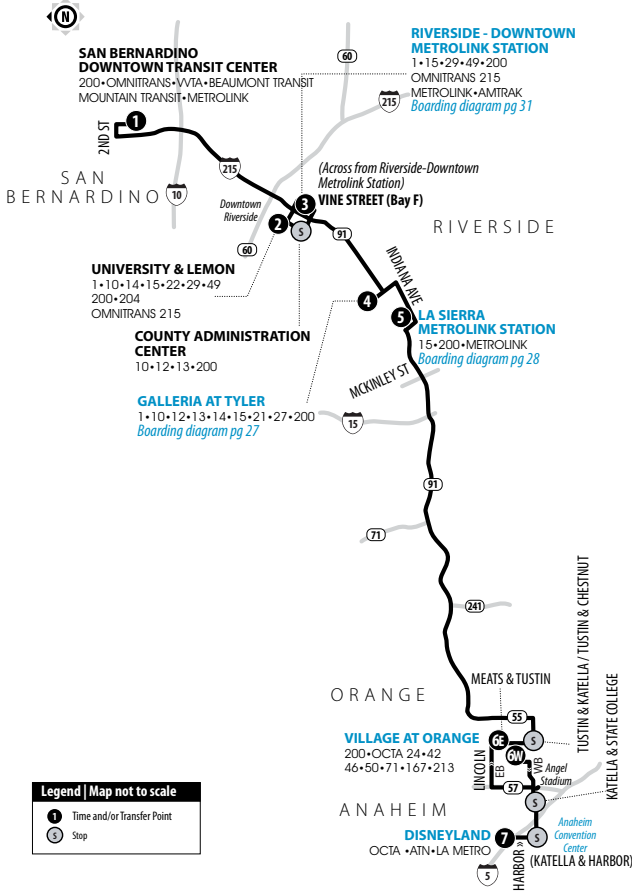 N
SAN BERNARDINO
DOWNTOWN TRANSIT CENTER
200•OMNITRANS•VVTA•BEAUMONT TRANSIT
MOUNTAIN TRANSIT•METROLINK
RIVERSIDE - DOWNTOWN
METROLINK STATION
1•15•29•49•200
OMNITRANS 215
METROLINK•AMTRAK
Boarding diagram pg 31
60
215
1
2ND ST
SAN
BERNARDINO
10
215
(Across from Riverside-Downtown
Metrolink Station)
VINE STREET (Bay F)
Downtown
Riverside
3
2
S
91
60
RIVERSIDE
UNIVERSITY & LEMON
1•10•14•15•22•29•49
200•204
OMNITRANS 215
INDIANA AVE
4
5
LA SIERRA
METROLINK STATION
15•200•METROLINK
Boarding diagram pg 28
COUNTY ADMINISTRATION
CENTER
10•12•13•200
MCKINLEY ST
GALLERIA AT TYLER
1•10•12•13•14•15•21•27•200
Boarding diagram pg 27
15
91
71
241
MEATS & TUSTIN
TUSTIN & KATELLA / TUSTIN & CHESTNUT
KATELLA & STATE COLLEGE
ORANGE
55
VILLAGE AT ORANGE
200•OCTA 24•42
46•50•71•167•213
6E
6W
S
LINCOLN
EB
WB
Angel
Stadium
57
S
ANAHEIM
DISNEYLAND
OCTA •ATN•LA METRO
7
S
Anaheim
Convention
Center
(KATELLA & HARBOR)
HARBOR »
5
Legend | Map not to scale
1 Time and/or Transfer Point
S Stop